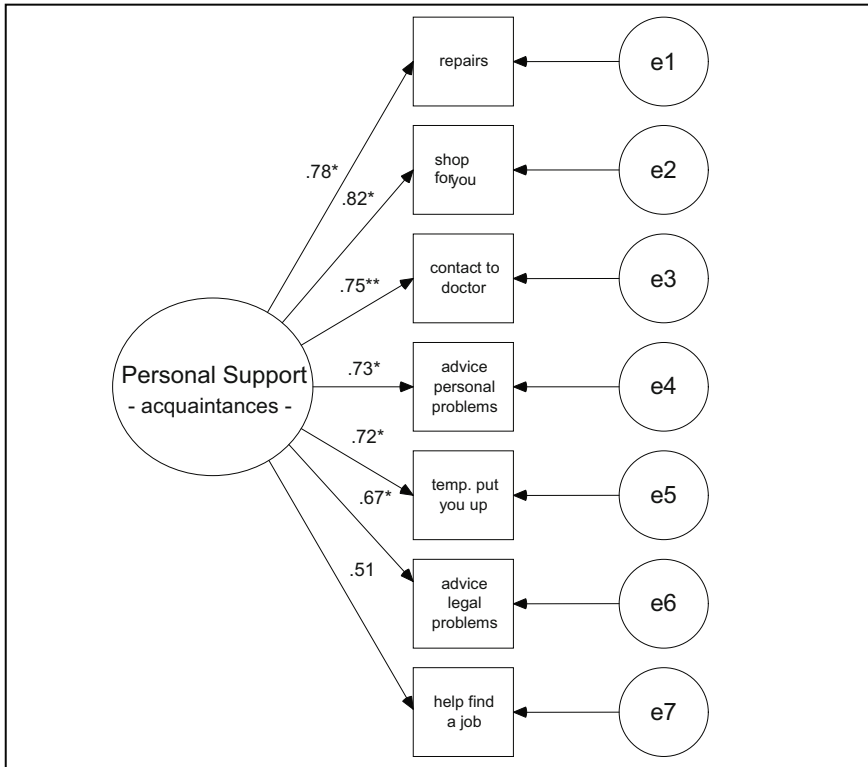 repairs
e1
.78*
shop
for you
e2
.82*
contact to
doctor
e3
.75**
Personal Support
- acquaintances -
.73*
advice
personal
problems
e4
.72*
temp. put
you up
e5
.67*
advice
legal
problems
e6
.51
help find
a job
e7